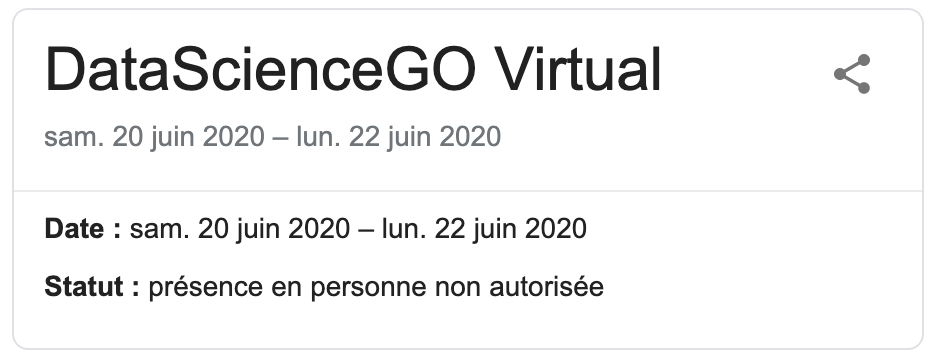 DataScienceGO Virtual
sam. 20 juin 2020 – lun. 22 juin 2020
Date : sam. 20 juin 2020 – lun. 22 juin 2020
Statut : présence en personne non autorisée